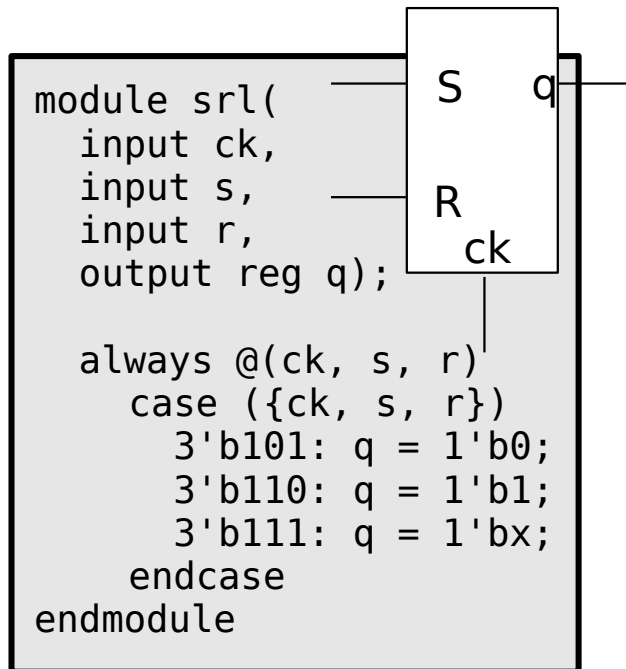 module srl(
  input ck,
  input s,
  input r,
  output reg q);
  always @(ck, s, r)
    case ({ck, s, r})
      3'b101: q = 1'b0;
      3'b110: q = 1'b1;
      3'b111: q = 1'bx;
    endcase
endmodule
S q
R
ck